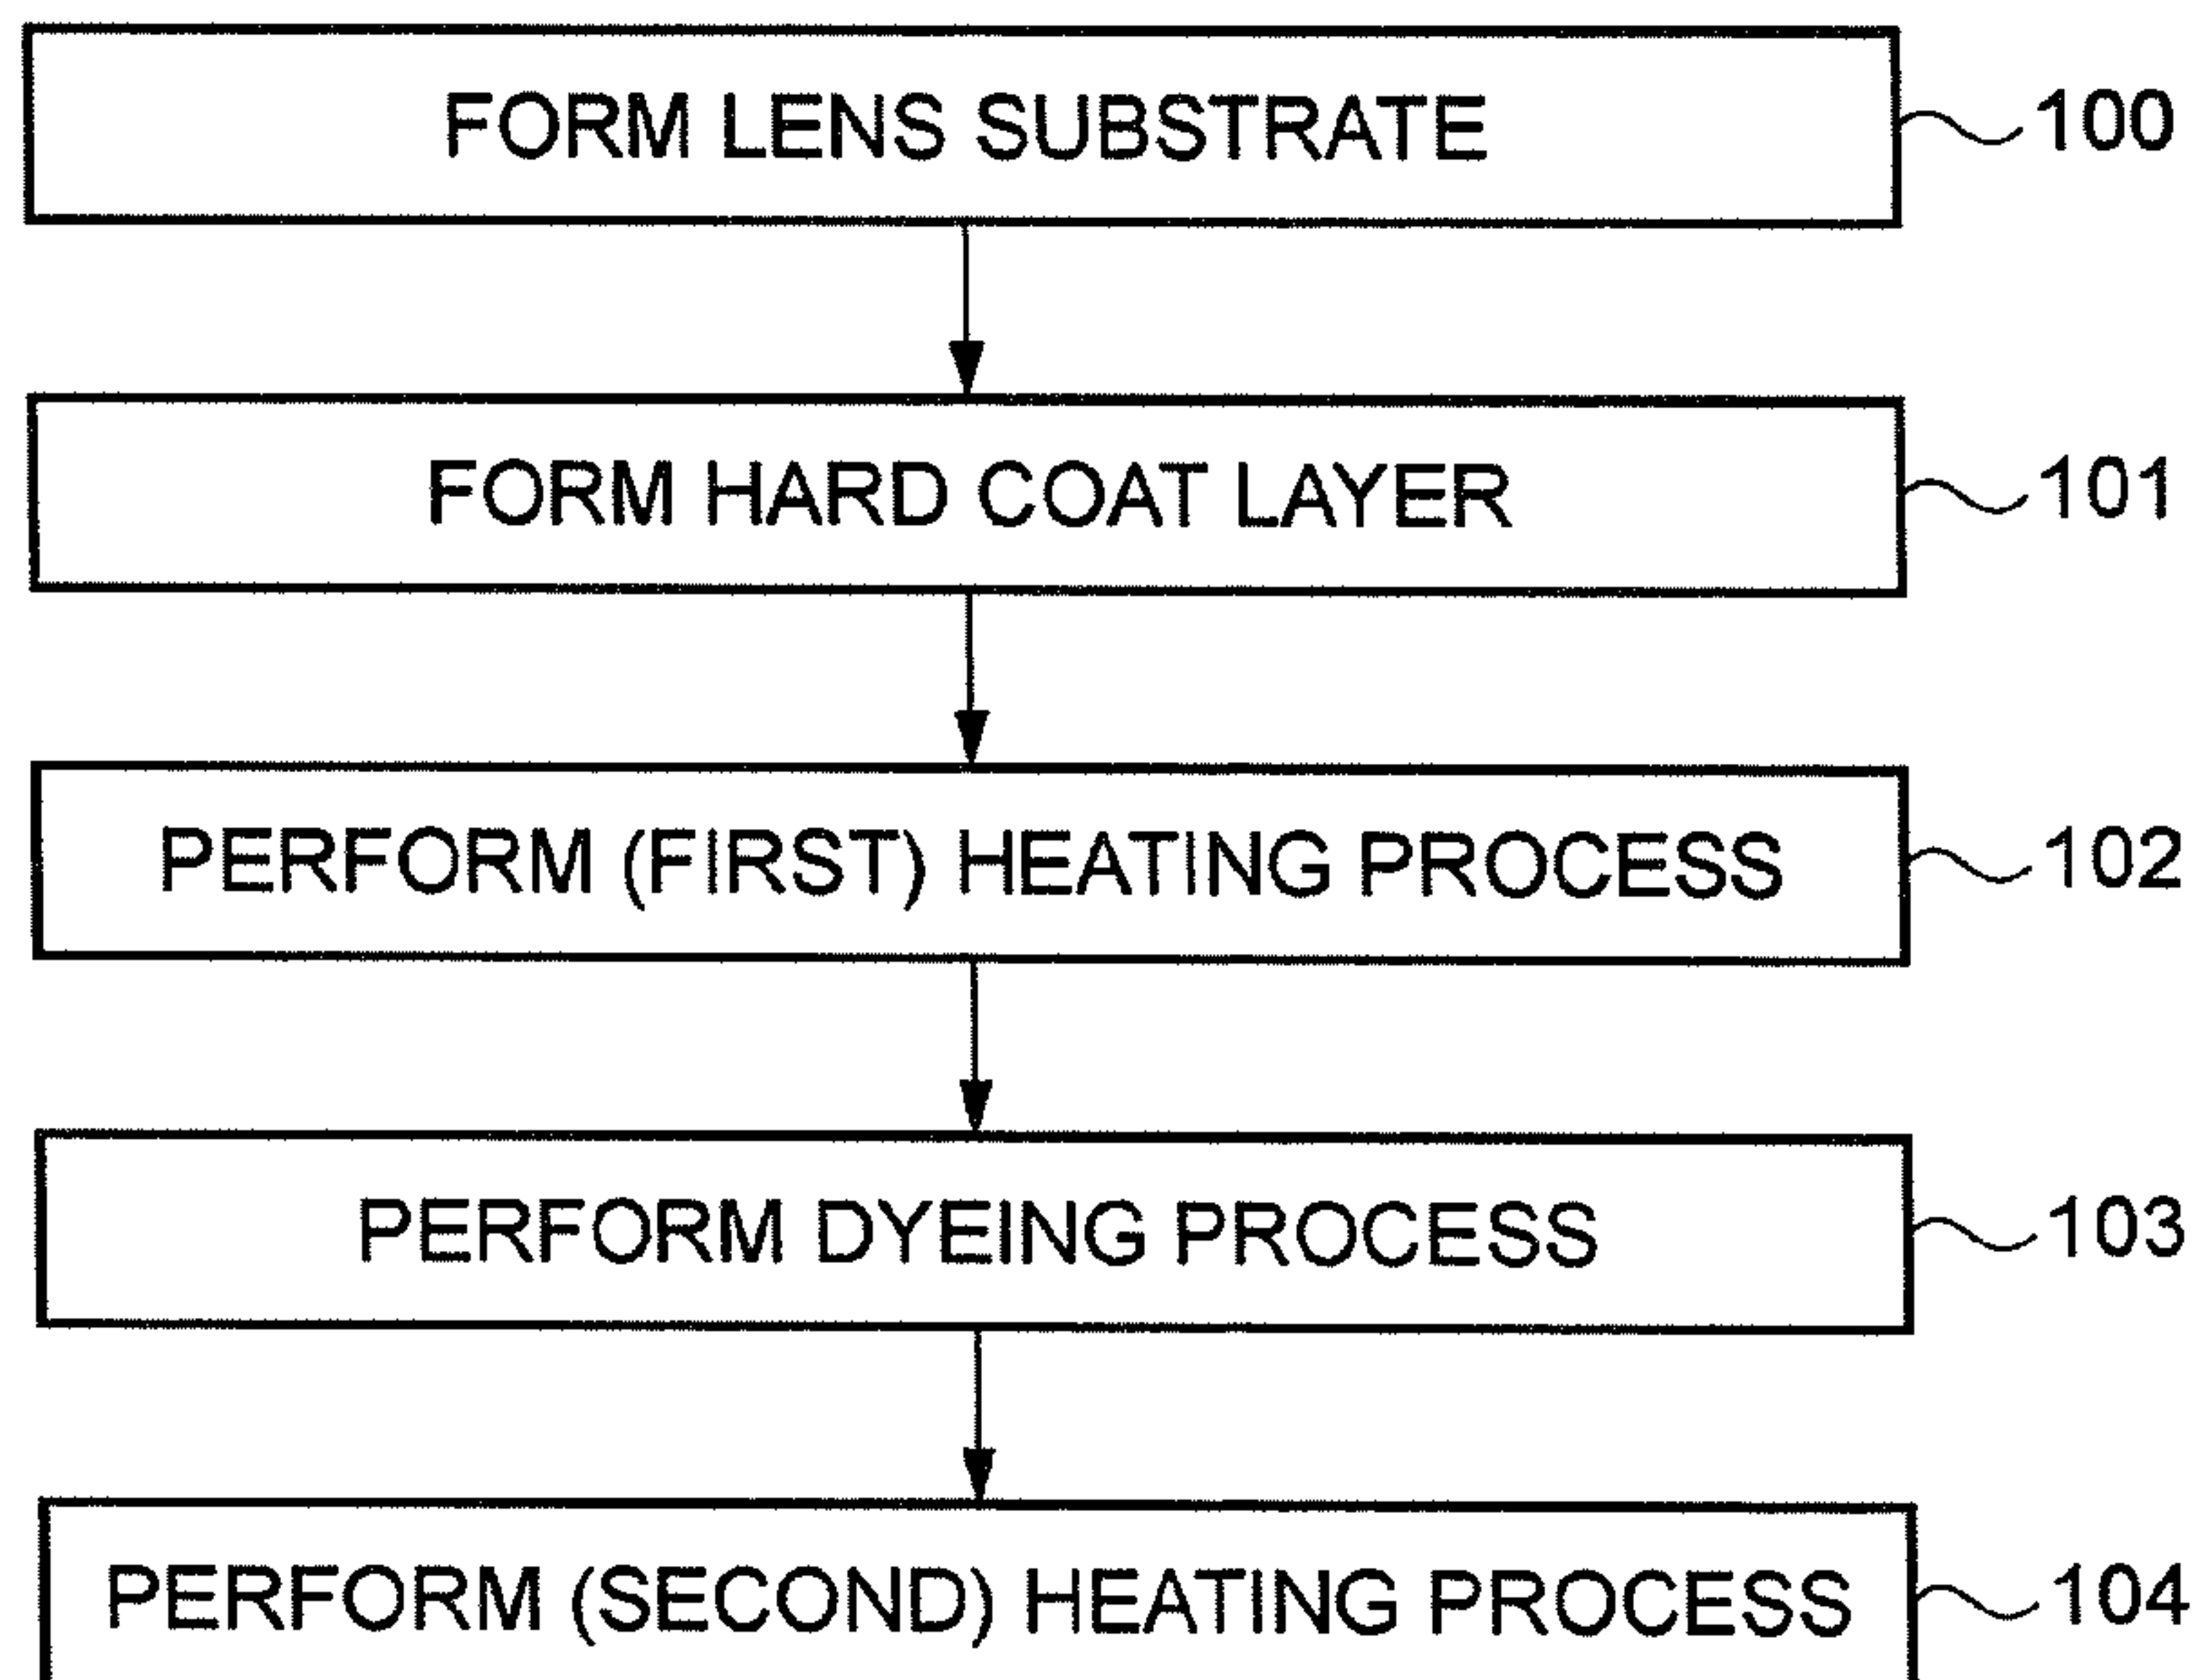 FORM LENS SUBSTRATE 100
FORM HARD COAT LAYER 101
PERFORM (FIRST) HEATING PROCESS 102
PERFORM DYEING PROCESS 103
PERFORM (SECOND) HEATING PROCESS 104